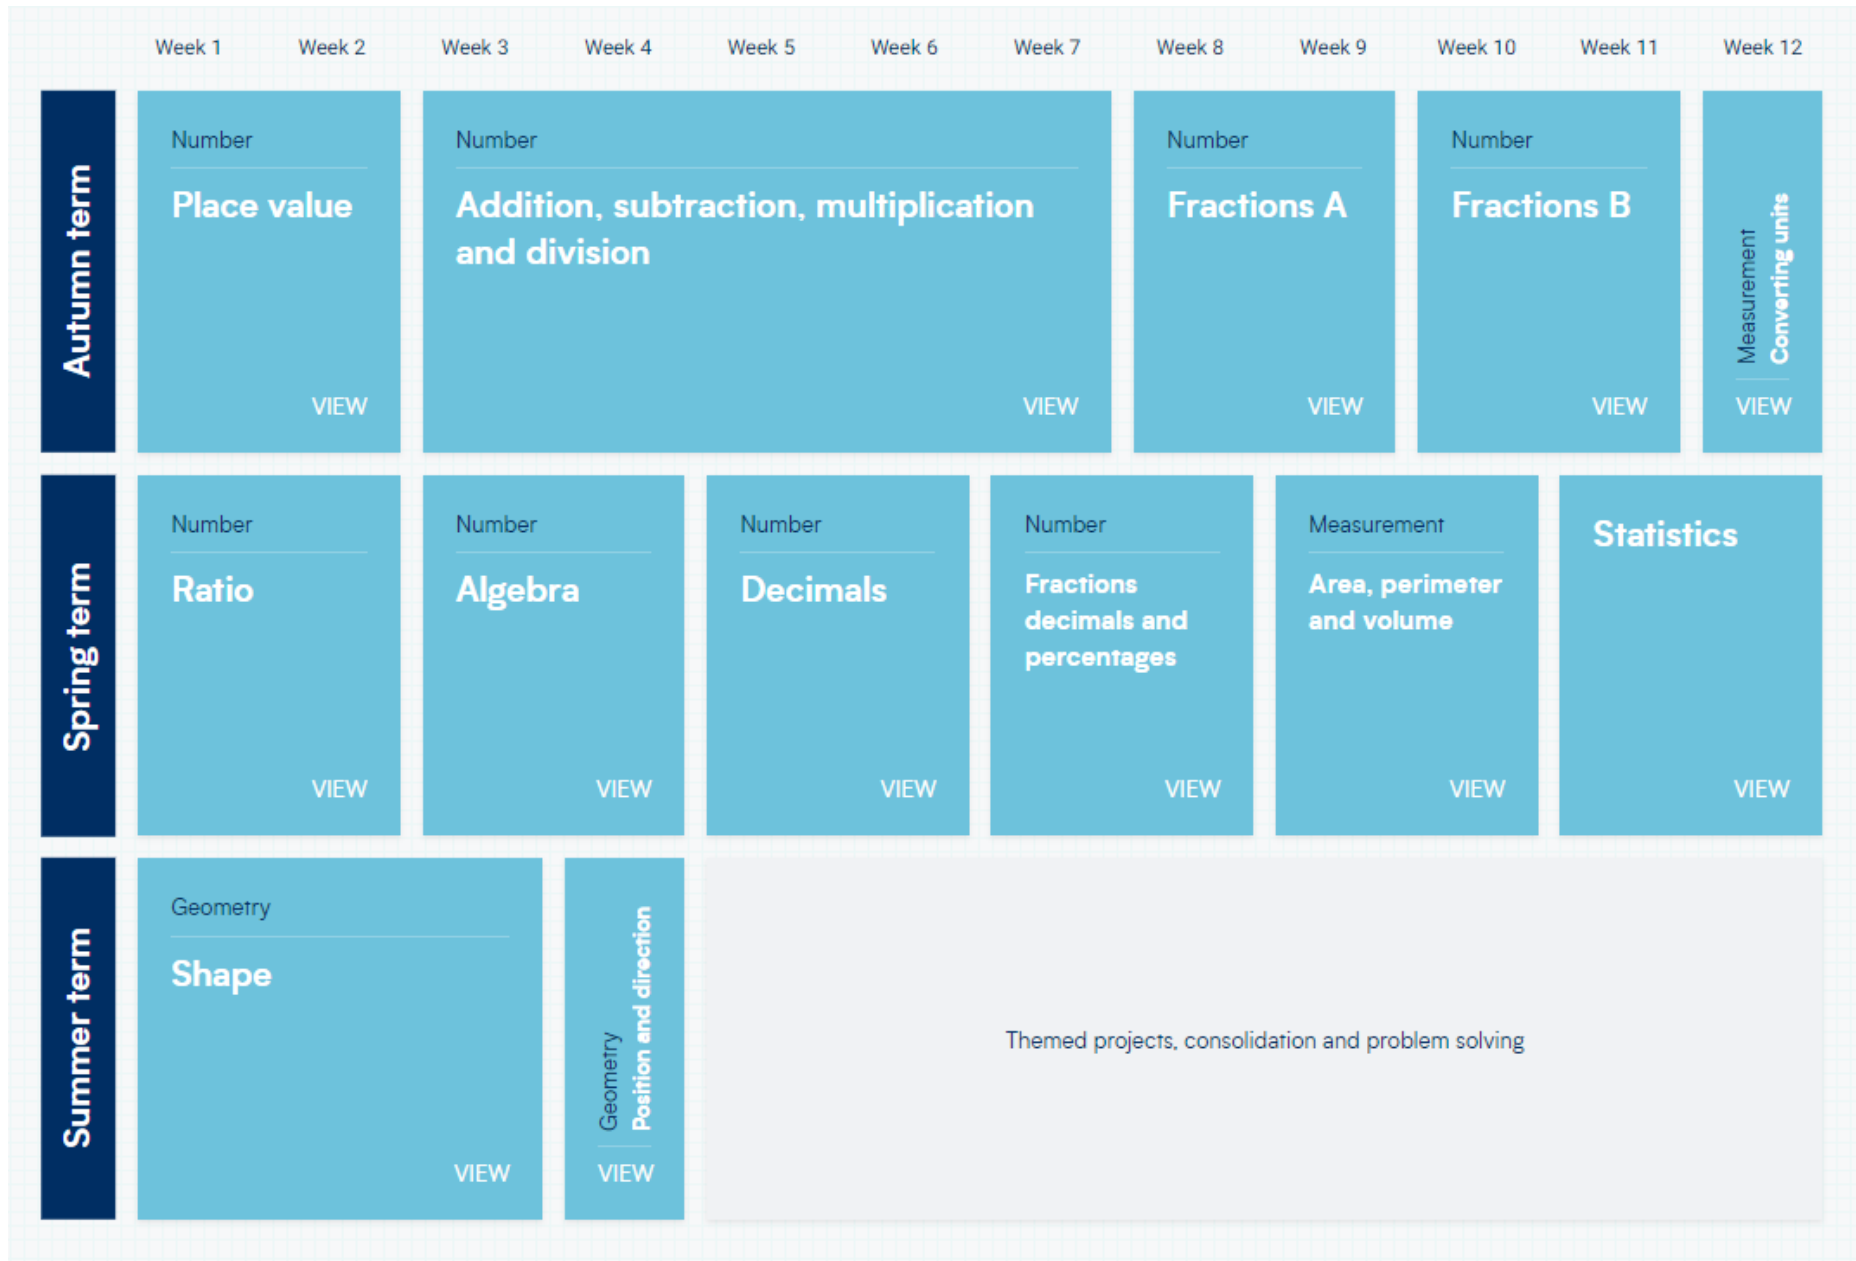 Week 1
Week 2
Week 3
Week 4
Week 5
Week 6
Week 7
Week 8
Week 9
Week 10
Week 11
Week 12
Autumn term
Number
Place value
VIEW
Number
Addition, subtraction, multiplication
and division
VIEW
Number
Fractions A
VIEW
Number
Fractions B
VIEW
Measurement
Converting units
VIEW
Spring term
Number
Ratio
VIEW
Number
Algebra
VIEW
Number
Decimals
VIEW
Number
Fractions
decimals and
percentages
VIEW
Measurement
Area, perimeter
and volume
VIEW
Statistics
VIEW
Summer term
Geometry
Shape
VIEW
Geometry
Position and direction
VIEW
Themed projects, consolidation and problem solving